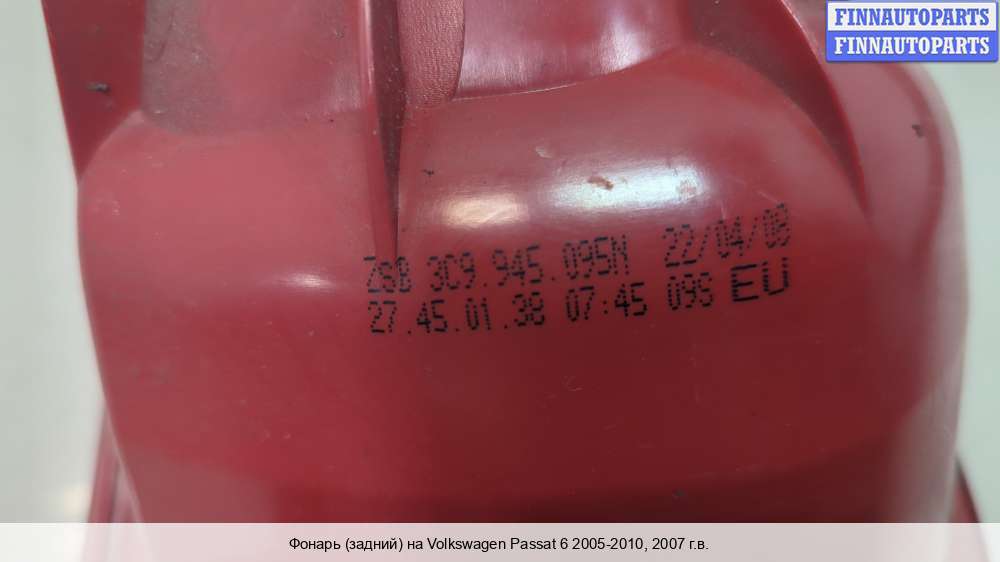 FINNAUTOPARTS
FINNAUTOPARTS
ZSB 3C9.945.095N 22/04/08
27.45.01.38 07:45 09S EU
Фонарь (задний) на Volkswagen Passat 6 2005-2010, 2007 г.в.